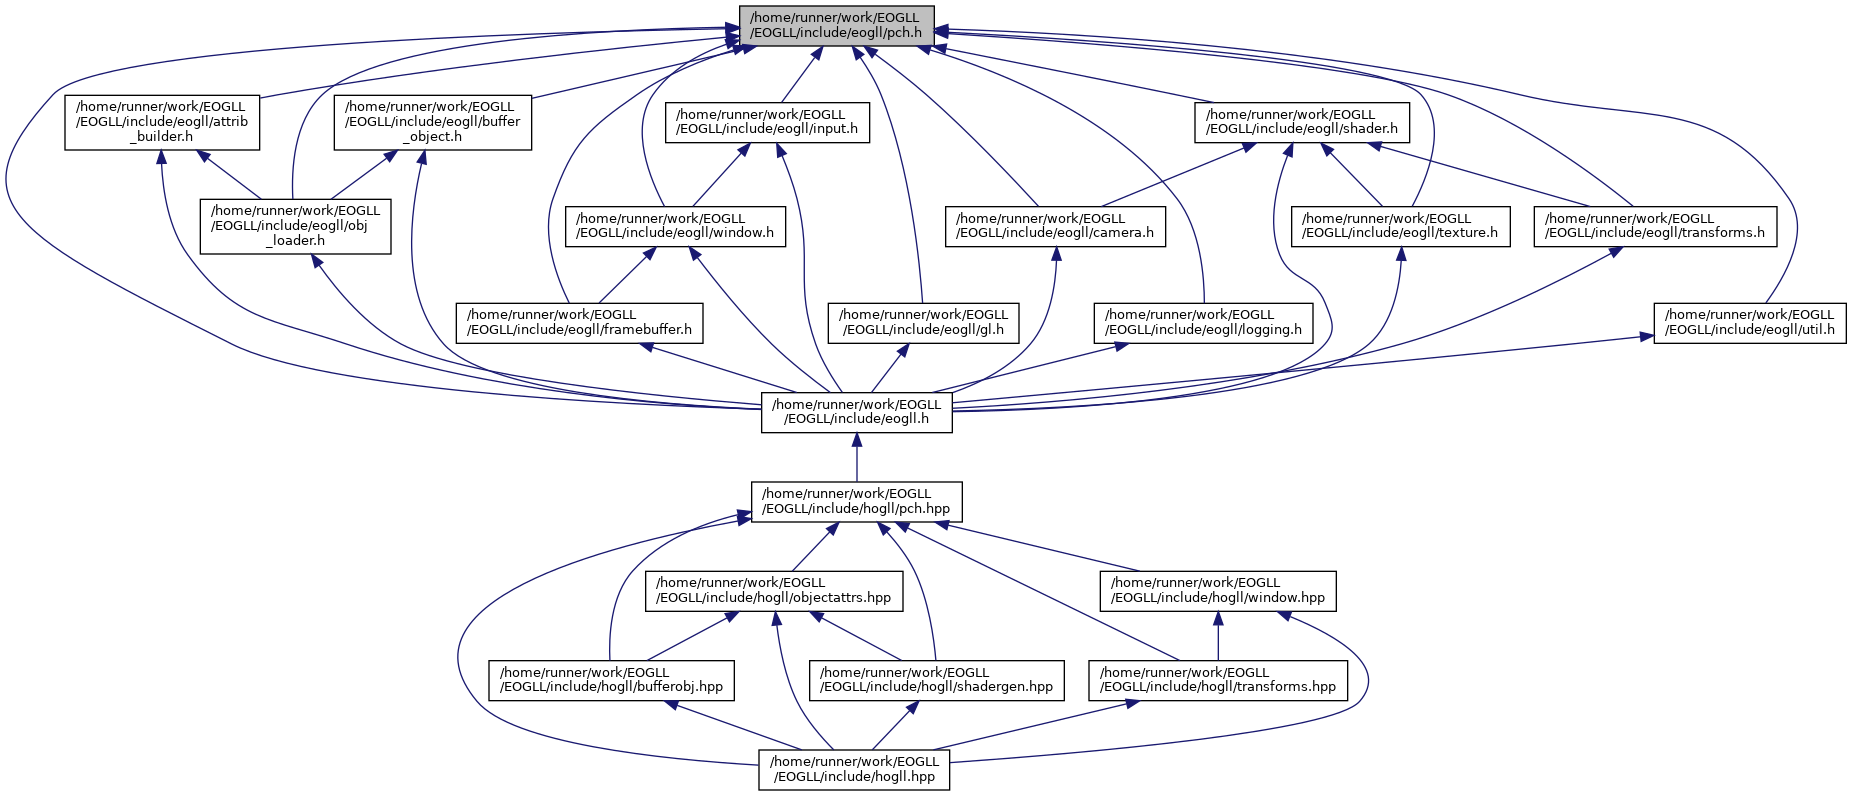 /home/runner/work/EOGLL
/EOGLL/include/eogll/pch.h
/home/runner/work/EOGLL
/EOGLL/include/eogll/attrib
_builder.h
/home/runner/work/EOGLL
/EOGLL/include/eogll/buffer
_object.h
/home/runner/work/EOGLL
/EOGLL/include/eogll/input.h
/home/runner/work/EOGLL
/EOGLL/include/eogll/shader.h
/home/runner/work/EOGLL
/EOGLL/include/eogll/obj
_loader.h
/home/runner/work/EOGLL
/EOGLL/include/eogll/window.h
/home/runner/work/EOGLL
/EOGLL/include/eogll/camera.h
/home/runner/work/EOGLL
/EOGLL/include/eogll/texture.h
/home/runner/work/EOGLL
/EOGLL/include/eogll/transforms.h
/home/runner/work/EOGLL
/EOGLL/include/eogll/framebuffer.h
/home/runner/work/EOGLL
/EOGLL/include/eogll/gl.h
/home/runner/work/EOGLL
/EOGLL/include/eogll/logging.h
/home/runner/work/EOGLL
/EOGLL/include/eogll/util.h
/home/runner/work/EOGLL
/EOGLL/include/eogll.h
/home/runner/work/EOGLL
/EOGLL/include/hogll/pch.hpp
/home/runner/work/EOGLL
/EOGLL/include/hogll/objectattrs.hpp
/home/runner/work/EOGLL
/EOGLL/include/hogll/window.hpp
/home/runner/work/EOGLL
/EOGLL/include/hogll/bufferobj.hpp
/home/runner/work/EOGLL
/EOGLL/include/hogll/shadergen.hpp
/home/runner/work/EOGLL
/EOGLL/include/hogll/transforms.hpp
/home/runner/work/EOGLL
/EOGLL/include/hogll.hpp